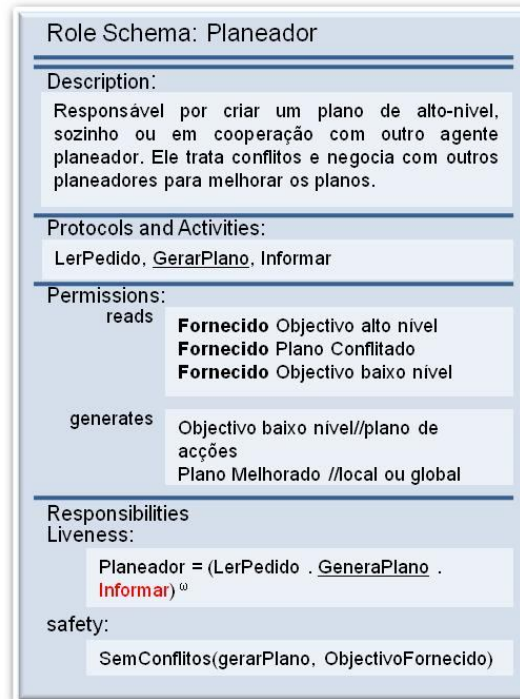 Role Schema: Planeador
Description:
Responsável por criar um plano de alto-nivel,
sozinho ou em cooperação com outro agente
planeador. Ele trata conflitos e negocia com outros
planeadores para melhorar os planos.
Protocols and Activities:
LerPedido, GerarPlano, Informar
Permissions:
reads
Fornecido Objectivo alto nível
Fornecido Plano Conflitado
Fornecido Objectivo baixo nível
generates
Objectivo baixo nível//plano de
acções
Plano Melhorado //local ou global
Responsibilities
Liveness:
Planeador = (LerPedido . GeneraPlano .
Informar) ω
safety:
SemConflitos(gerarPlano, ObjectivoFornecido)